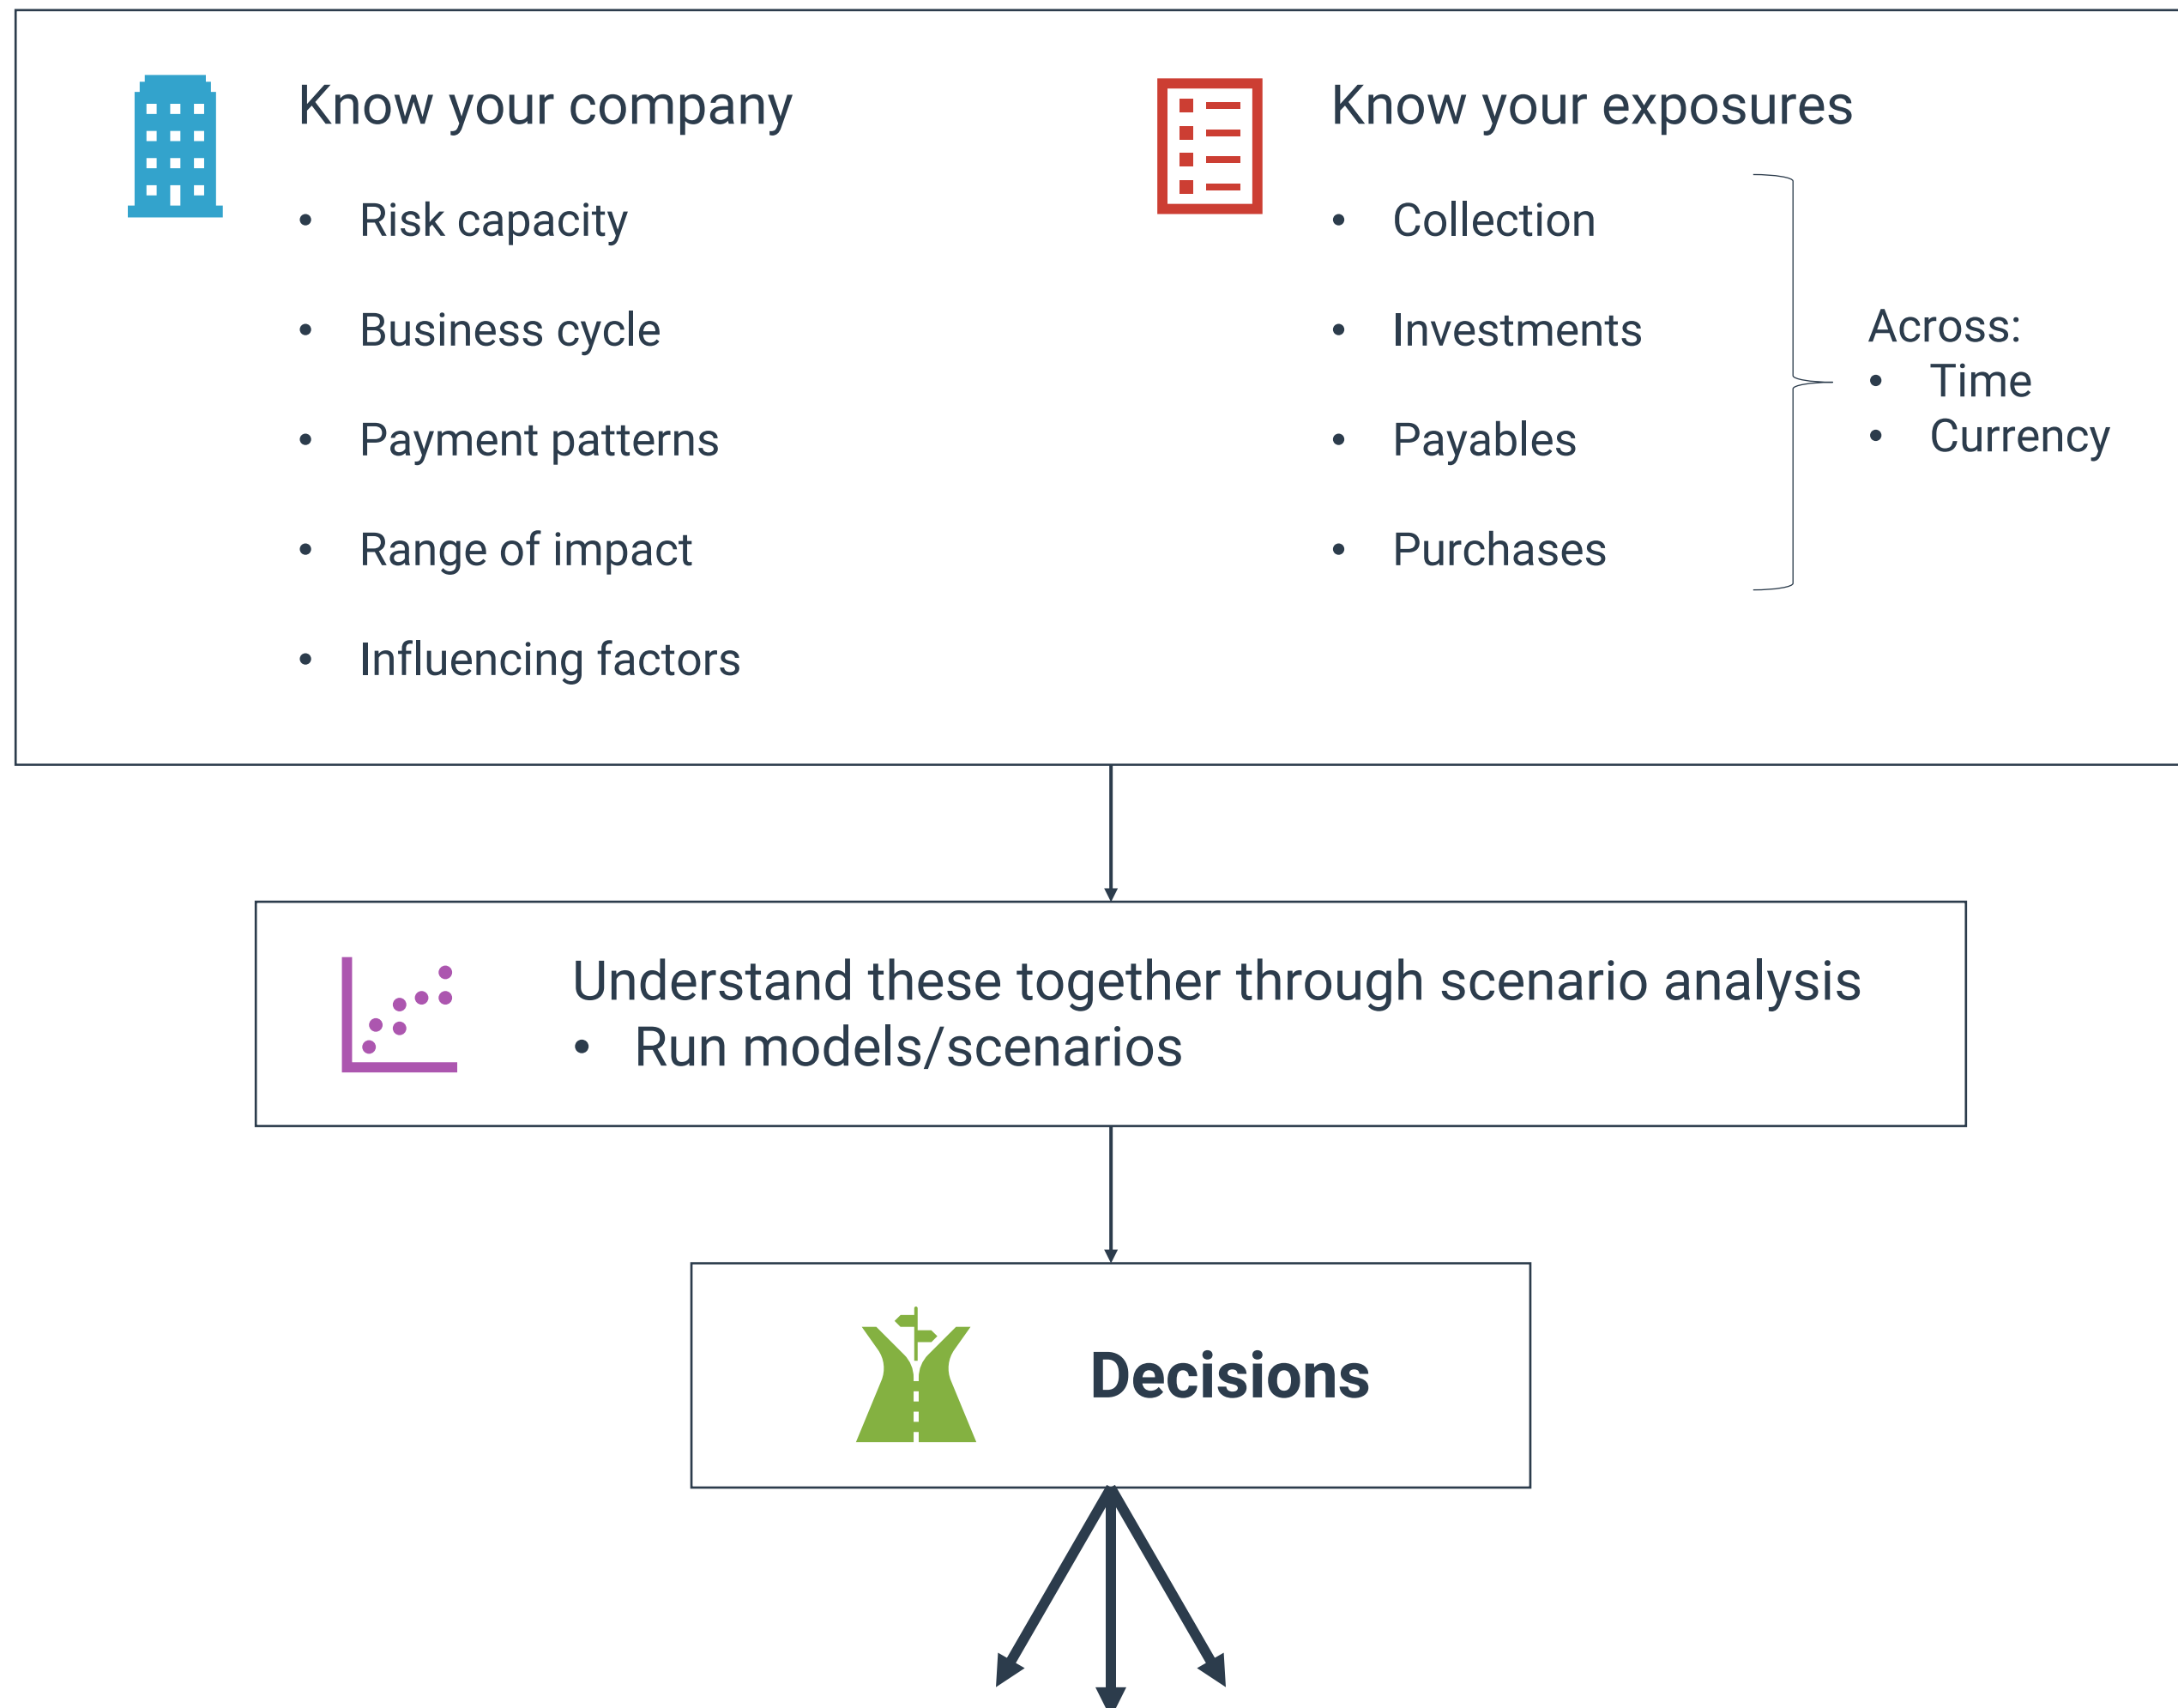 Know your company
• Risk capacity
• Business cycle
• Payment patterns
• Range of impact
• Influencing factors
Know your exposures
• Collection
• Investments
• Payables
• Purchases
Across:
• Time
• Currency
Understand these together through scenario analysis
• Run models/scenarios
Decisions